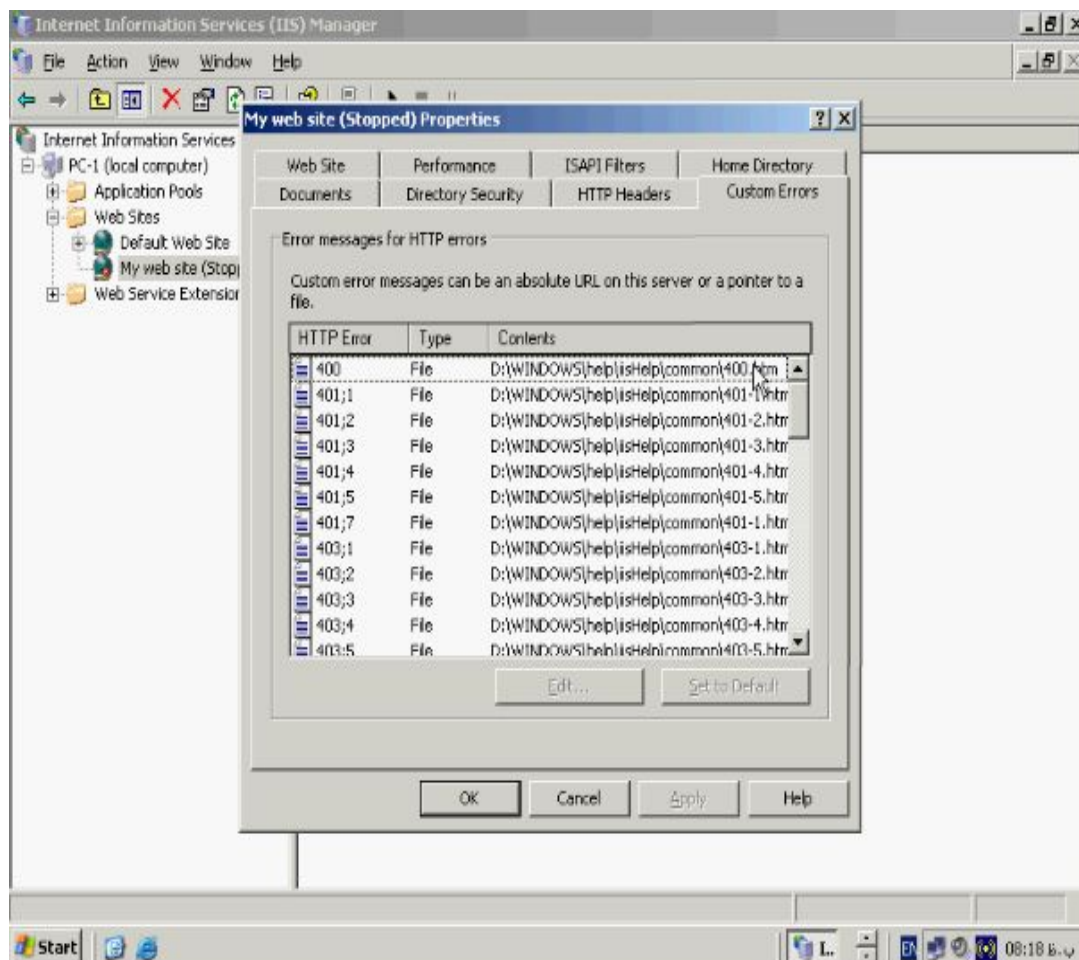 Internet Information Services (IIS) Manager
File Action View Window Help
My web site (Stopped) Properties
Internet Information Services
PC-1 (local computer)
Application Pools
Web Sites
Default Web Site
My web site (Stop
Web Service Extension
Web Site Performance ISAPI Filters Home Directory
Documents Directory Security HTTP Headers Custom Errors
Error messages for HTTP errors
Custom error messages can be an absolute URL on this server or a pointer to a
file.
HTTP Error Type Contents
400 File D:\WINDOWS\help\iisHelp\common\400.htm
401;1 File D:\WINDOWS\help\iisHelp\common\401-1.htm
401;2 File D:\WINDOWS\help\iisHelp\common\401-2.htm
401;3 File D:\WINDOWS\help\iisHelp\common\401-3.htm
401;4 File D:\WINDOWS\help\iisHelp\common\401-4.htm
401;5 File D:\WINDOWS\help\iisHelp\common\401-5.htm
401;7 File D:\WINDOWS\help\iisHelp\common\401-1.htm
403;1 File D:\WINDOWS\help\iisHelp\common\403-1.htm
403;2 File D:\WINDOWS\help\iisHelp\common\403-2.htm
403;3 File D:\WINDOWS\help\iisHelp\common\403-3.htm
403;4 File D:\WINDOWS\help\iisHelp\common\403-4.htm
403;5 File D:\WINDOWS\help\iisHelp\common\403-5.htm
Edit... Set to Default
OK Cancel Apply Help
Start I... EN 08:18 ب.ظ